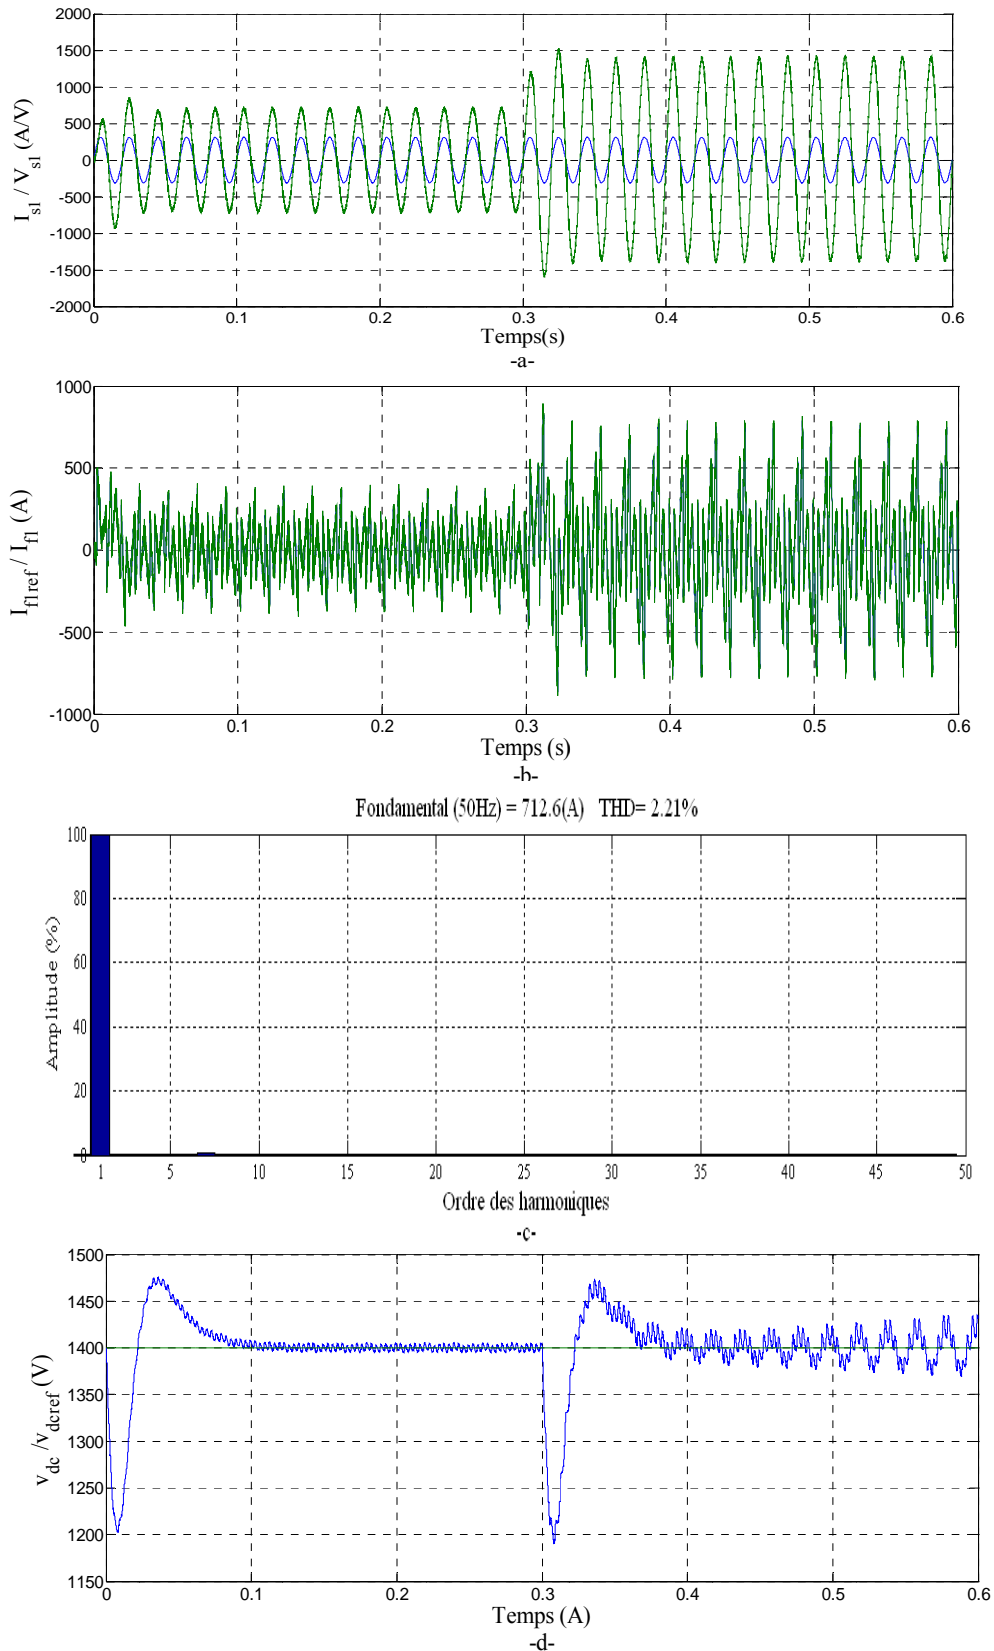 2000
1500
1000
500
0
-500
-1000
-1500
-2000
I_s1 / V_s1 (A/V)
0 0.1 0.2 0.3 0.4 0.5 0.6
Temps(s)
-a-
1000
500
0
-500
-1000
I_f1ref / I_f1 (A)
0 0.1 0.2 0.3 0.4 0.5 0.6
Temps (s)
-b-
Fondamental (50Hz) = 712.6(A) THD= 2.21%
100
80
60
40
20
0
Amplitude (%)
1 5 10 15 20 25 30 35 40 45 50
Ordre des harmoniques
-c-
1500
1450
1400
1350
1300
1250
1200
1150
v_dc /v_dcref (V)
0 0.1 0.2 0.3 0.4 0.5 0.6
Temps (A)
-d-